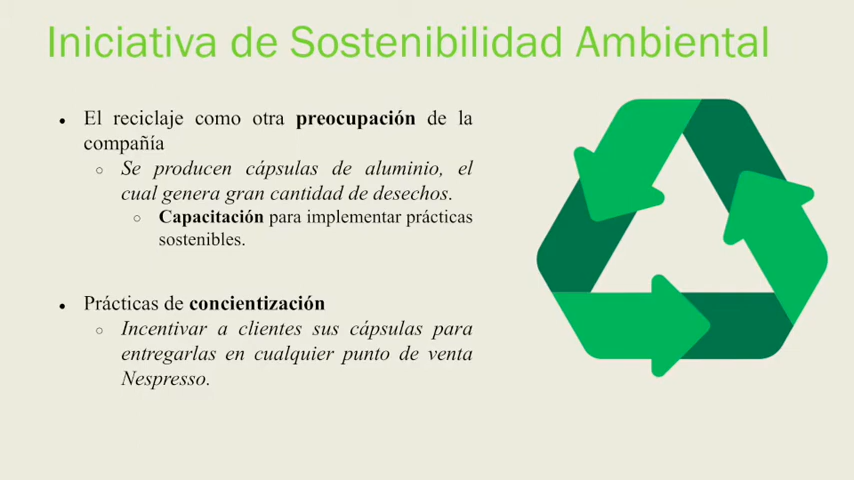 Iniciativa de Sostenibilidad Ambiental
● El reciclaje como otra preocupación de la
compañía
○ Se producen cápsulas de aluminio, el
cual genera gran cantidad de desechos.
○ Capacitación para implementar prácticas
sostenibles.
● Prácticas de concientización
○ Incentivar a clientes sus cápsulas para
entregarlas en cualquier punto de venta
Nespresso.